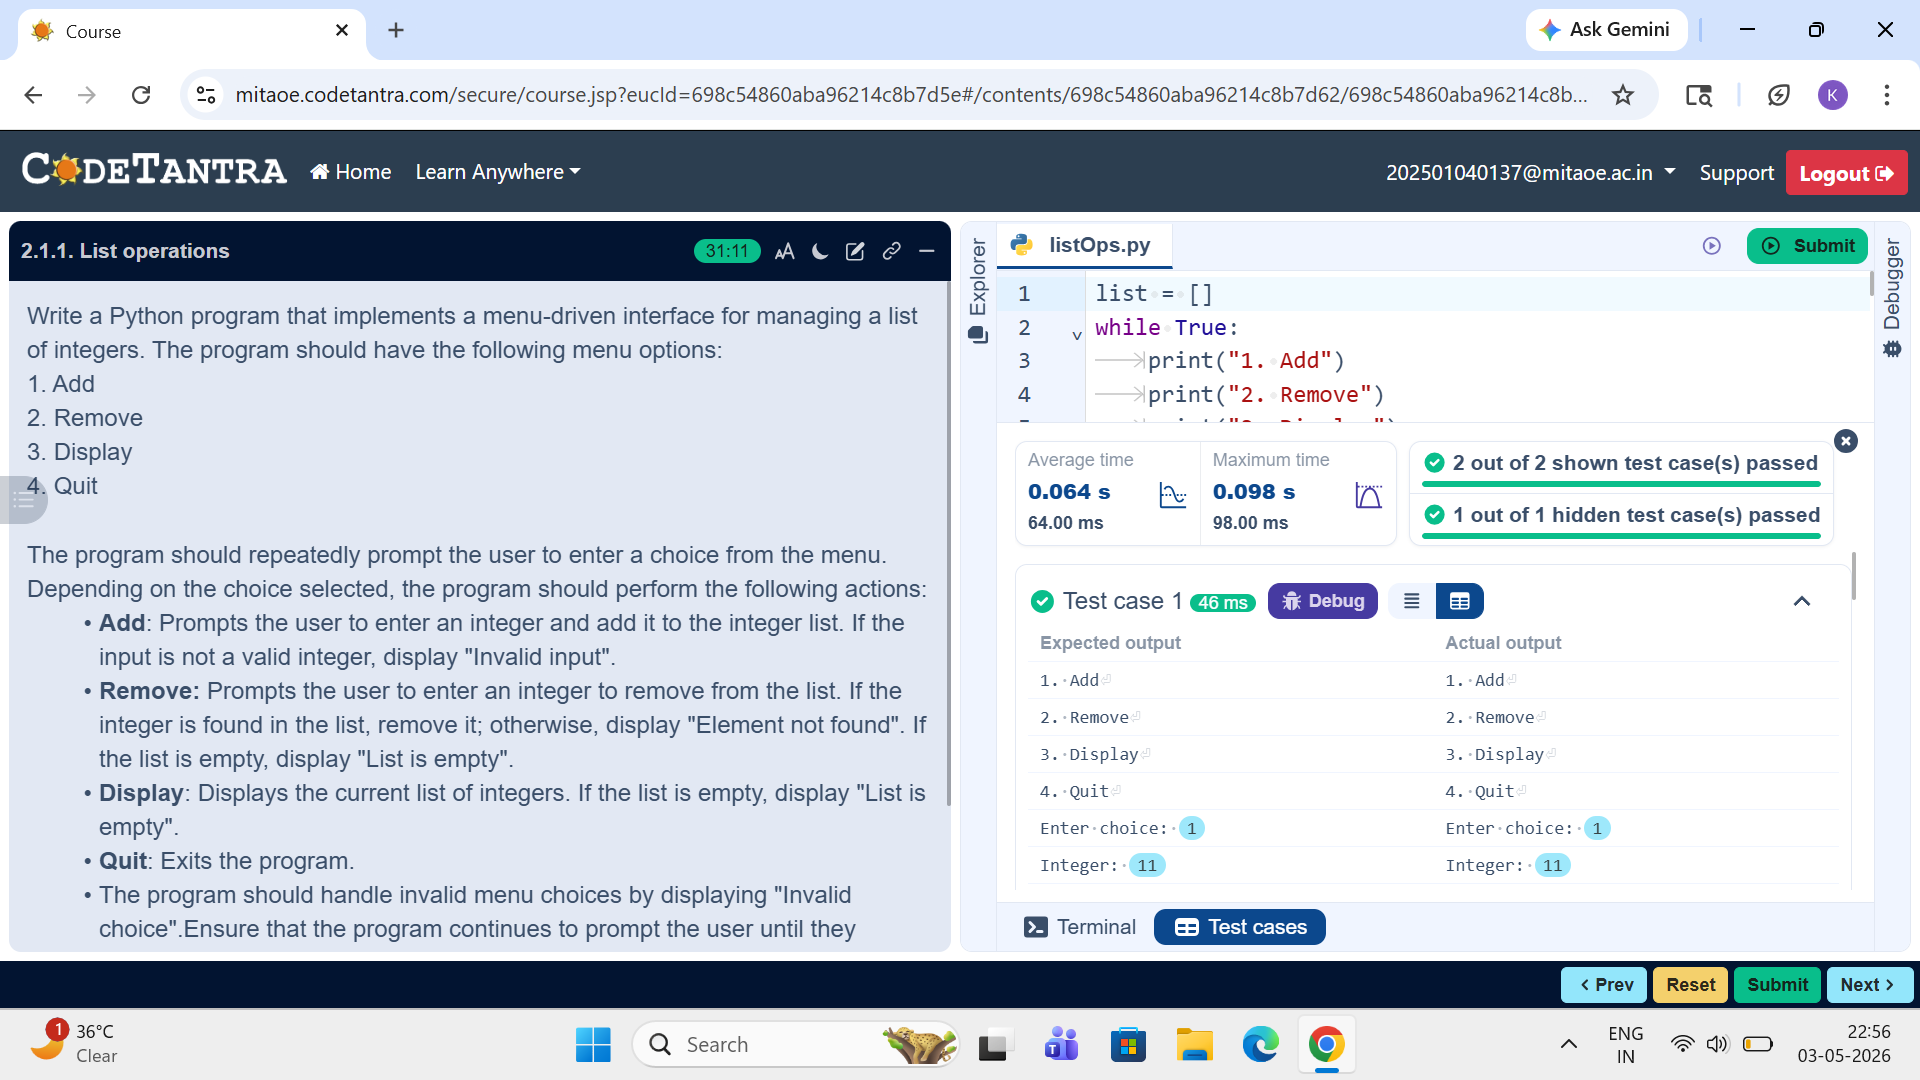 Course
Ask Gemini
mitaoe.codetantra.com/secure/course.jsp?eucId=698c54860aba96214c8b7d5e#/contents/698c54860aba96214c8b7d62/698c54860aba96214c8b...
K
CODETANTRA
Home
Learn Anywhere
202501040137@mitaoe.ac.in
Support
Logout
2.1.1. List operations
31:11
AA
Write a Python program that implements a menu-driven interface for managing a list
of integers. The program should have the following menu options:
1. Add
2. Remove
3. Display
4. Quit
The program should repeatedly prompt the user to enter a choice from the menu.
Depending on the choice selected, the program should perform the following actions:
• Add: Prompts the user to enter an integer and add it to the integer list. If the
input is not a valid integer, display "Invalid input".
• Remove: Prompts the user to enter an integer to remove from the list. If the
integer is found in the list, remove it; otherwise, display "Element not found". If
the list is empty, display "List is empty".
• Display: Displays the current list of integers. If the list is empty, display "List is
empty".
• Quit: Exits the program.
• The program should handle invalid menu choices by displaying "Invalid
choice".Ensure that the program continues to prompt the user until they
Explorer
listOps.py
Submit
Debugger
1 list = []
2 while True:
3 print("1. Add")
4 print("2. Remove")
Average time
0.064 s
64.00 ms
Maximum time
0.098 s
98.00 ms
2 out of 2 shown test case(s) passed
1 out of 1 hidden test case(s) passed
Test case 1 46 ms Debug
Expected output Actual output
1. Add 1. Add
2. Remove 2. Remove
3. Display 3. Display
4. Quit 4. Quit
Enter choice: 1 Enter choice: 1
Integer: 11 Integer: 11
Terminal Test cases
Prev Reset Submit Next
1
36°C
Clear
Search
T
ENG
IN
22:56
03-05-2026